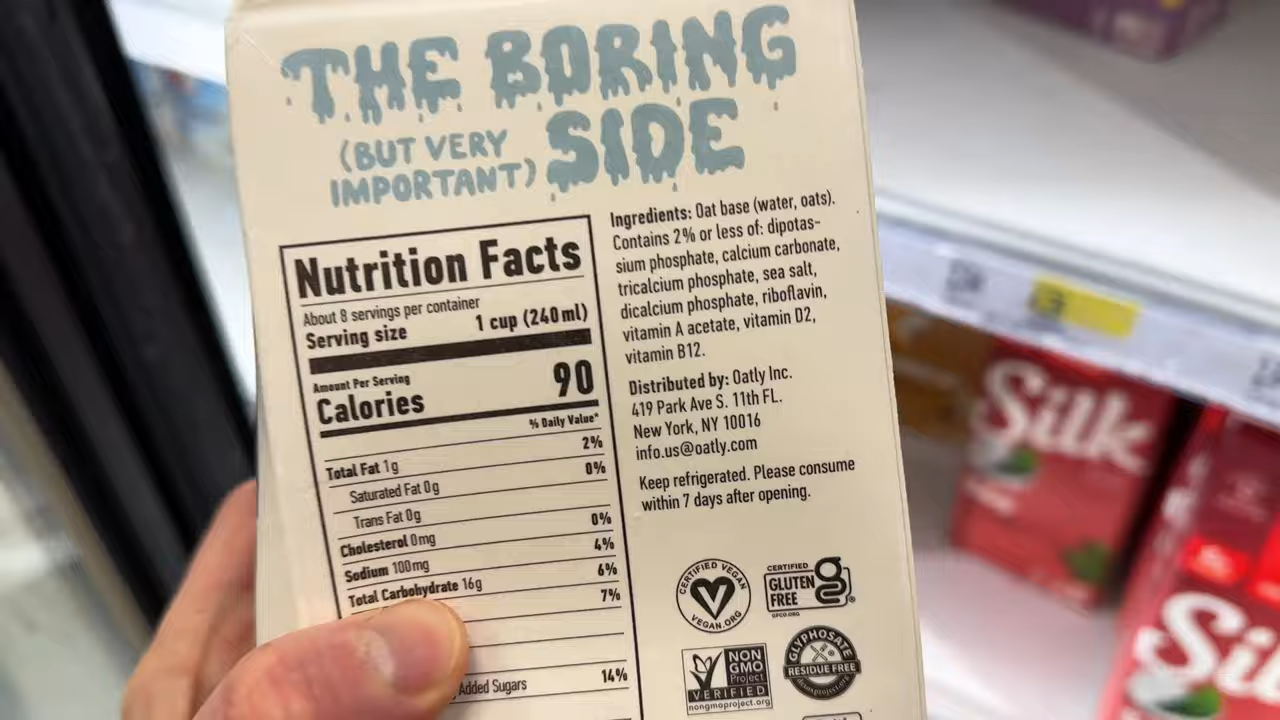 THE BORING
(BUT VERY
IMPORTANT) SIDE
Nutrition Facts
About 8 servings per container
Serving size 1 cup (240ml)
Amount Per Serving
Calories 90
% Daily Value*
Total Fat 1g 2%
Saturated Fat 0g 0%
Trans Fat 0g
Cholesterol 0mg 0%
Sodium 100mg 4%
Total Carbohydrate 16g 6%
7%
Added Sugars 14%
Ingredients: Oat base (water, oats).
Contains 2% or less of: dipotas-
sium phosphate, calcium carbonate,
tricalcium phosphate, sea salt,
dicalcium phosphate, riboflavin,
vitamin A acetate, vitamin D2,
vitamin B12.
Distributed by: Oatly Inc.
419 Park Ave S. 11th FL.
New York, NY 10016
info.us@oatly.com
Keep refrigerated. Please consume
within 7 days after opening.
CERTIFIED VEGAN
VEGAN.ORG
CERTIFIED
GLUTEN
FREE
g
GFCO.ORG
NON
GMO
Project
VERIFIED
nongmoproject.org
GLYPHOSATE
RESIDUE FREE
detoxproject.org
Silk
Sil